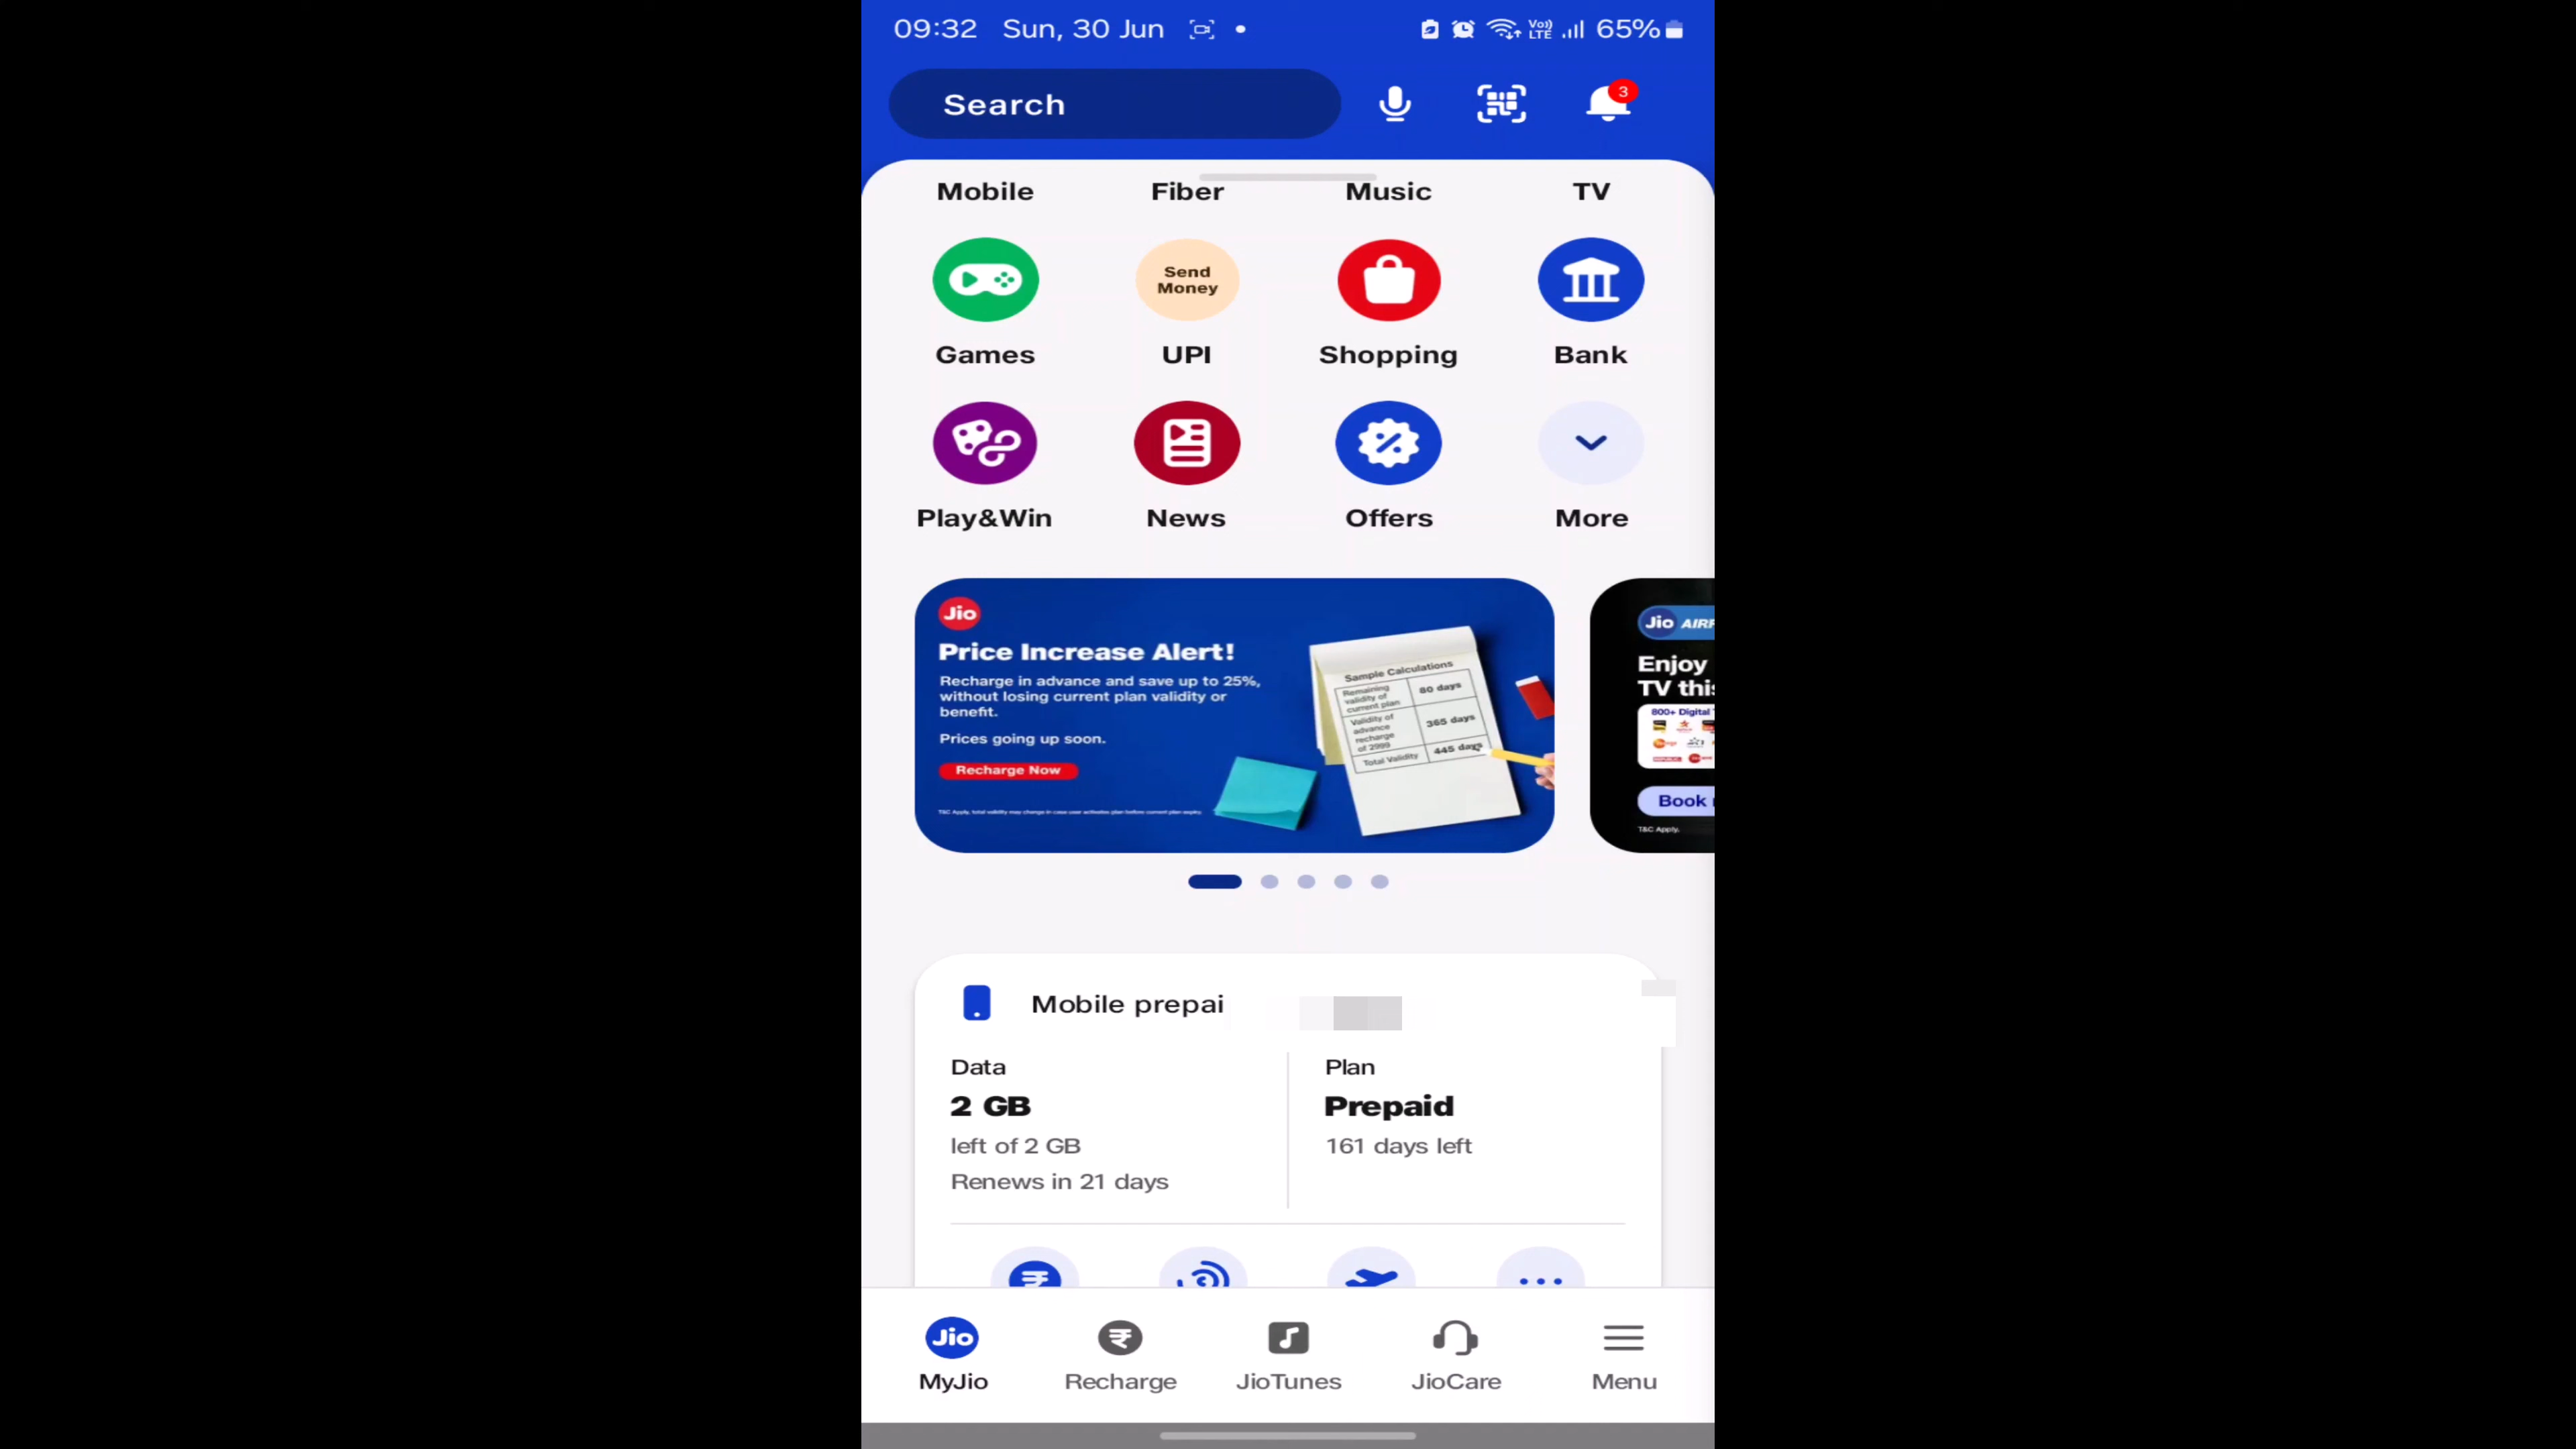 09:32 Sun, 30 Jun
Vo)) LTE 65%
Search
3
Mobile Fiber Music TV
Send
Money
Games UPI Shopping Bank
Play&Win News Offers More
Jio
Price Increase Alert!
Recharge in advance and save up to 25%,
without losing current plan validity or
benefit.
Prices going up soon.
Recharge Now
T&C Apply, total validity may change in case user activates plan before current plan expiry.
Sample Calculations
Remaining
validity of
current plan
80 days
Validity of
advance
recharge
of 2999
365 days
Total Validity 445 days
Jio AIRF
Enjoy
TV this
800+ Digital
Book
T&C Apply.
Mobile prepai
Data
2 GB
left of 2 GB
Renews in 21 days
Plan
Prepaid
161 days left
Jio
MyJio Recharge JioTunes JioCare Menu